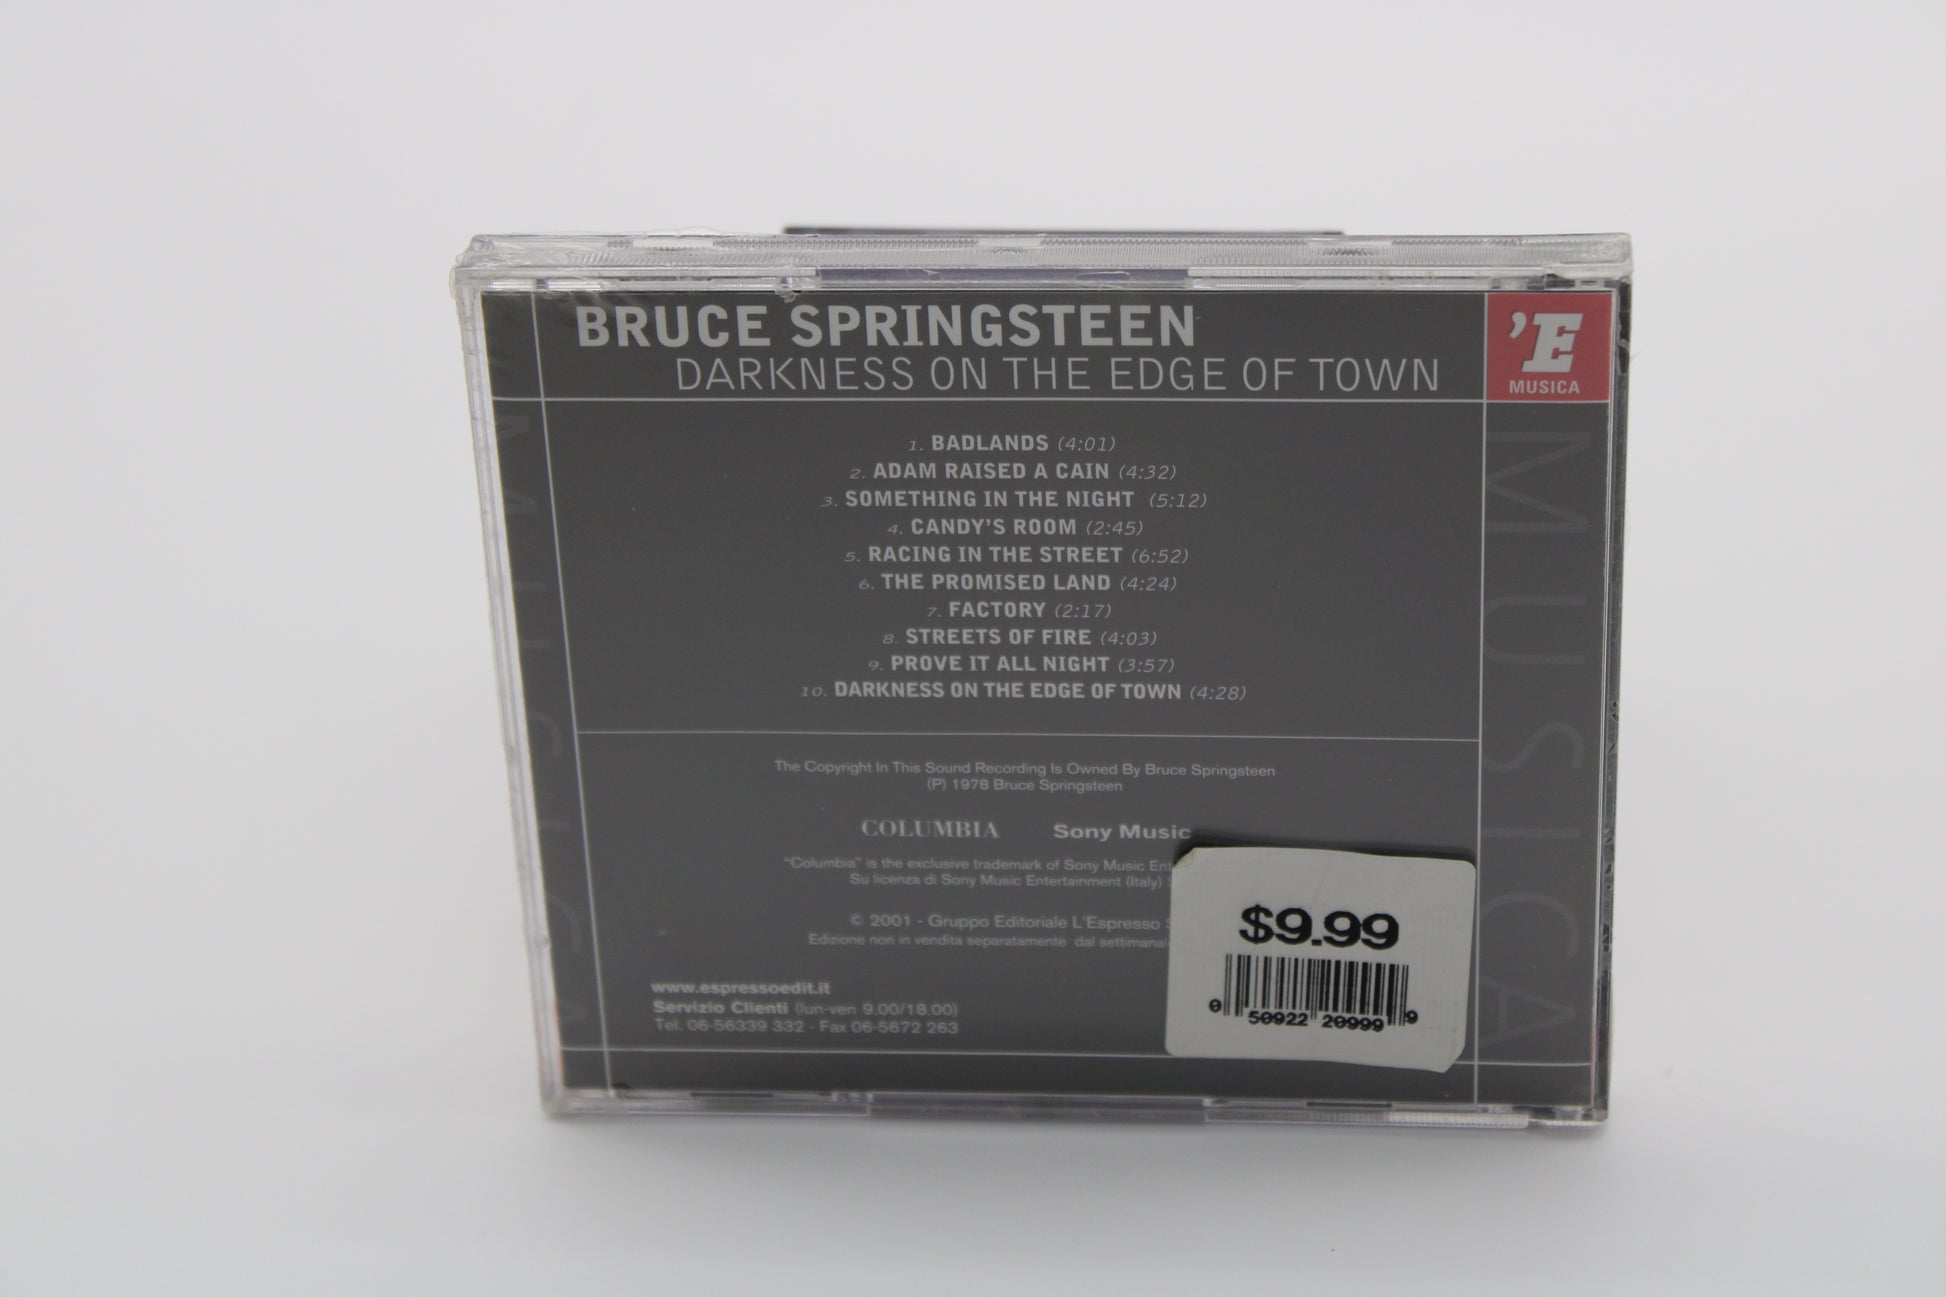 BRUCE SPRINGSTEEN
DARKNESS ON THE EDGE OF TOWN
'E
MUSICA
1. BADLANDS (4:01)
2. ADAM RAISED A CAIN (4:32)
3. SOMETHING IN THE NIGHT (5:12)
4. CANDY'S ROOM (2:45)
5. RACING IN THE STREET (6:52)
6. THE PROMISED LAND (4:24)
7. FACTORY (2:17)
8. STREETS OF FIRE (4:03)
9. PROVE IT ALL NIGHT (3:57)
10. DARKNESS ON THE EDGE OF TOWN (4:28)
The Copyright In This Sound Recording Is Owned By Bruce Springsteen
(P) 1978 Bruce Springsteen
COLUMBIA Sony Music
"Columbia" is the exclusive trademark of Sony Music
Su licenza di Sony Music Entertainment (Italy)
© 2001 - Gruppo Editoriale L'Espresso
Edizione non in vendita separatamente dal
www.espressoedit.it
Servizio Clienti (lun-ven 9.00/18.00)
Tel. 06-56339 332 - Fax 06-5672 263
$9.99
0 50922 20999 9
MUSICA
MUSICA